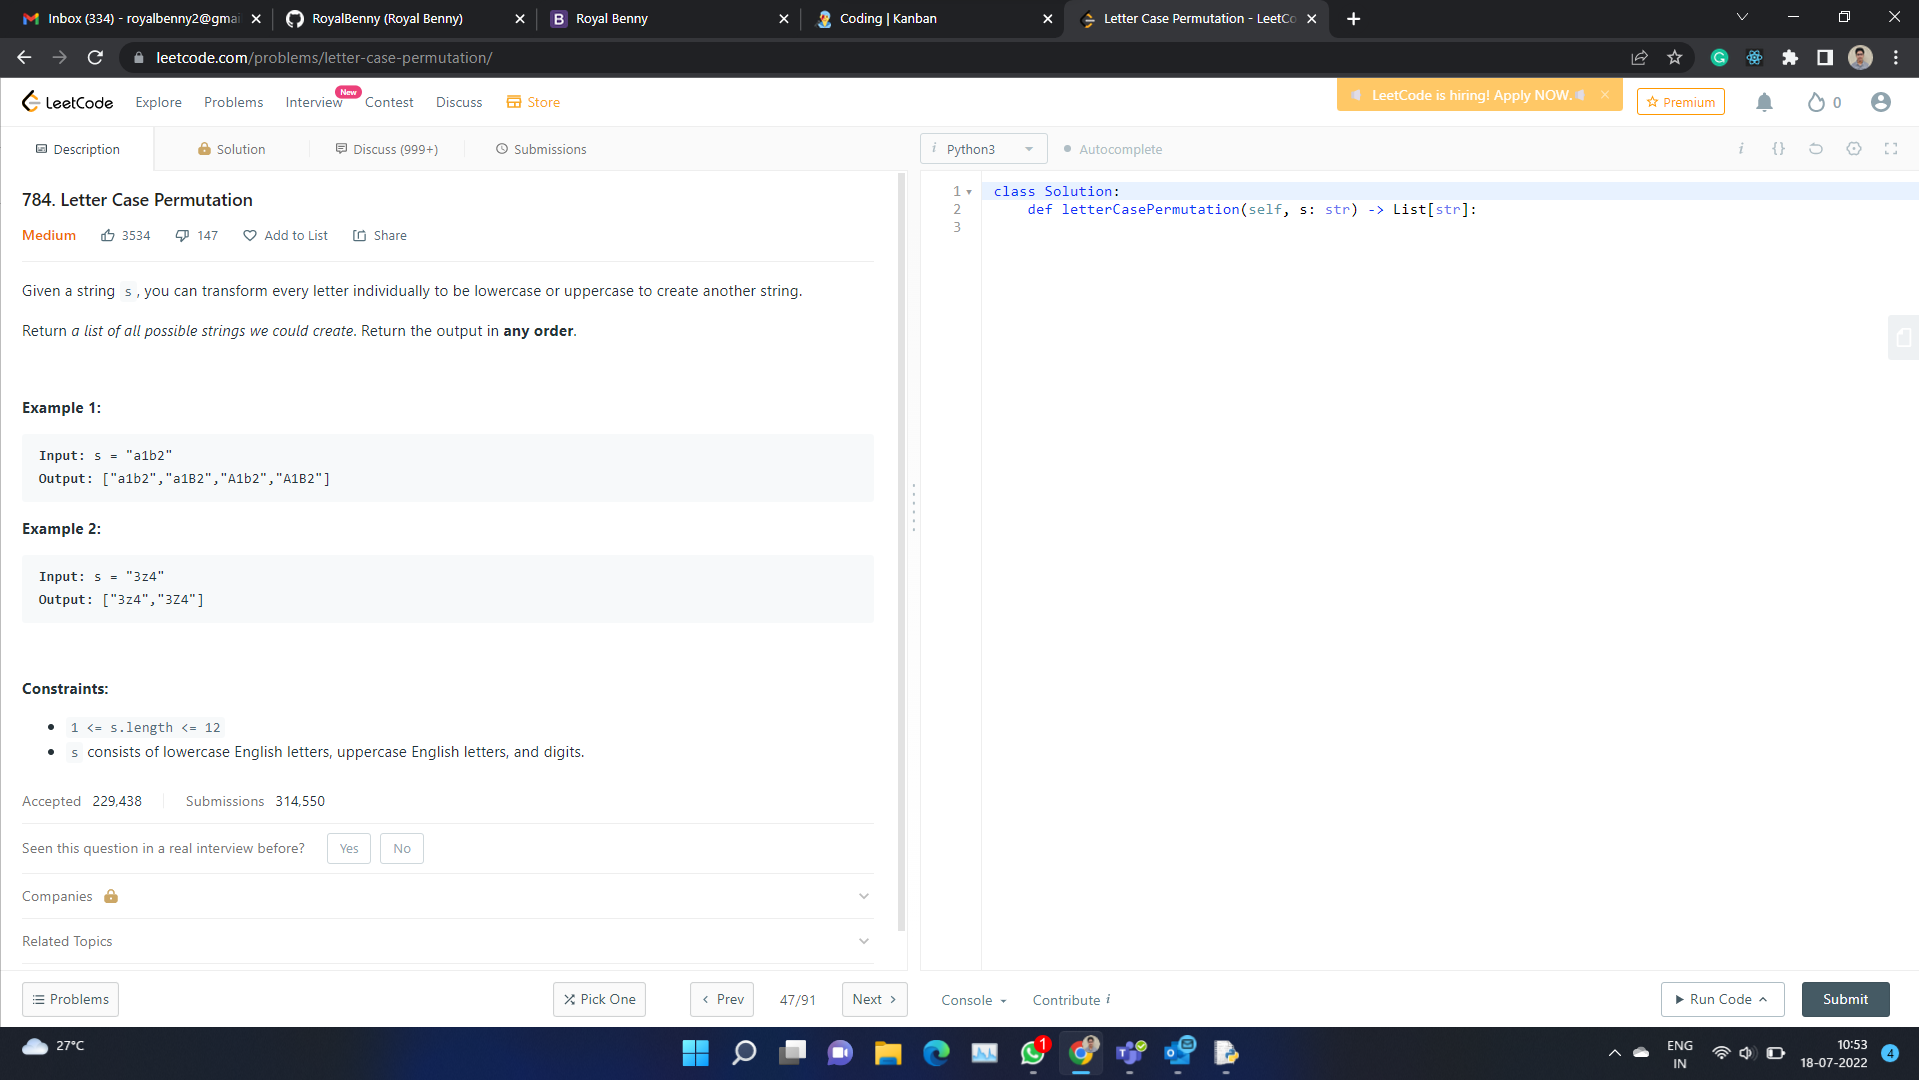 Inbox (334) - royalbenny2@gmai
RoyalBenny (Royal Benny)
Royal Benny
Coding | Kanban
Letter Case Permutation - LeetCo
leetcode.com/problems/letter-case-permutation/
LeetCode
Explore
Problems
Interview
New
Contest
Discuss
Store
LeetCode is hiring! Apply NOW.
Premium
0
Description
Solution
Discuss (999+)
Submissions
i Python3
Autocomplete
784. Letter Case Permutation
Medium
3534
147
Add to List
Share
Given a string s, you can transform every letter individually to be lowercase or uppercase to create another string.
Return a list of all possible strings we could create. Return the output in any order.
Example 1:
Input: s = "a1b2"
Output: ["a1b2","a1B2","A1b2","A1B2"]
Example 2:
Input: s = "3z4"
Output: ["3z4","3Z4"]
Constraints:
1 <= s.length <= 12
s consists of lowercase English letters, uppercase English letters, and digits.
Accepted 229,438
Submissions 314,550
Seen this question in a real interview before?
Yes
No
Companies
Related Topics
1 class Solution:
2 def letterCasePermutation(self, s: str) -> List[str]:
3
Problems
Pick One
Prev
47/91
Next
Console
Contribute i
Run Code
Submit
27°C
1
ENG
IN
10:53
18-07-2022
4